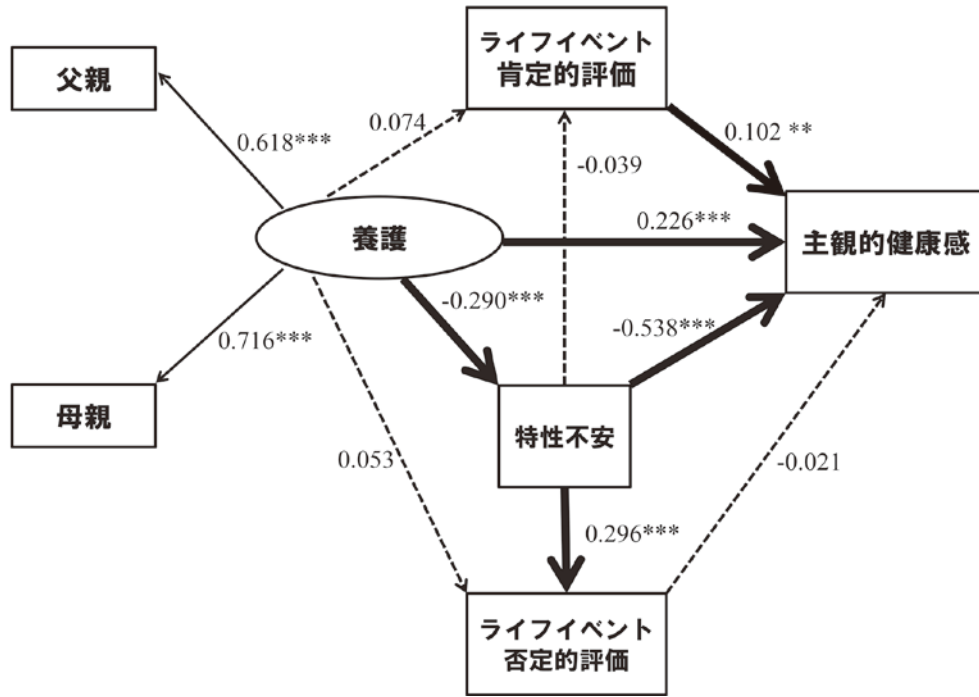 ライフイベント
肯定的評価
父親
0.618***
0.074
0.102 **
-0.039
養護
0.226***
主観的健康感
-0.290***
-0.538***
0.716***
母親
特性不安
0.053
-0.021
0.296***
ライフイベント
否定的評価